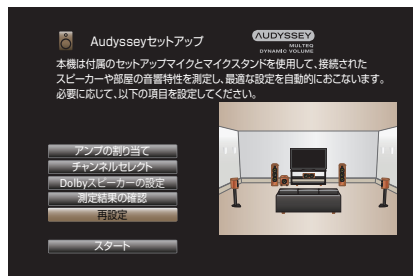 Audysseyセットアップ
AUDYSSEY
MULTEQ
DYNAMIC VOLUME
本機は付属のセットアップマイクとマイクスタンドを使用して、接続された
スピーカーや部屋の音響特性を測定し、最適な設定を自動的におこないます。
必要に応じて、以下の項目を設定してください。
アンプの割り当て
チャンネルセレクト
Dolbyスピーカーの設定
測定結果の確認
再設定
スタート